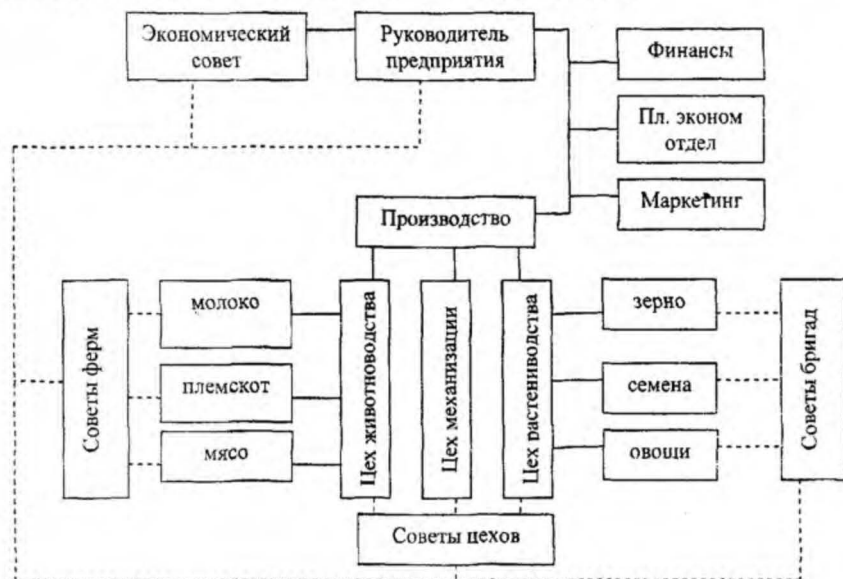 Экономический
совет
Руководитель
предприятия
Финансы
Пл. эконом
отдел
Маркетинг
Производство
Советы ферм
молоко
племскот
мясо
Цех животноводства
Цех механизации
Цех растениводства
зерно
семена
овощи
Советы бригад
Советы цехов